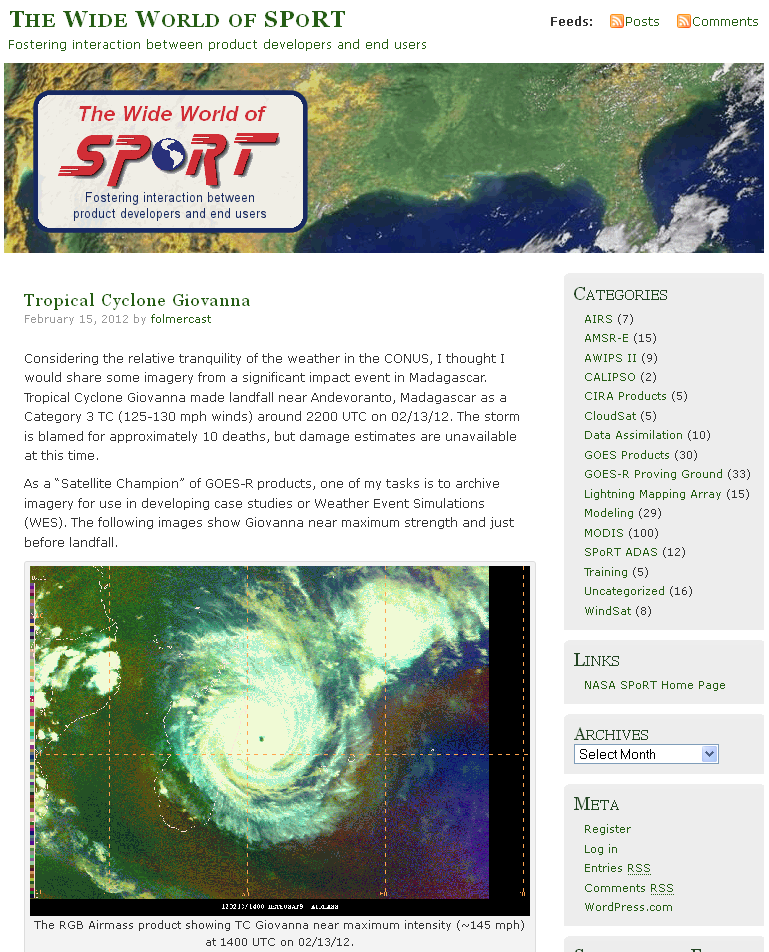 The Wide World of SPoRT
Feeds: Posts Comments
Fostering interaction between product developers and end users
The Wide World of
SPORT
Fostering interaction between
product developers and end users
Tropical Cyclone Giovanna
February 15, 2012 by folmercast
Considering the relative tranquility of the weather in the CONUS, I thought I
would share some imagery from a significant impact event in Madagascar.
Tropical Cyclone Giovanna made landfall near Andevoranto, Madagascar as a
Category 3 TC (125-130 mph winds) around 2200 UTC on 02/13/12. The storm
is blamed for approximately 10 deaths, but damage estimates are unavailable
at this time.
As a “Satellite Champion” of GOES-R products, one of my tasks is to archive
imagery for use in developing case studies or Weather Event Simulations
(WES). The following images show Giovanna near maximum strength and just
before landfall.
120213/1400 METEOSAT9 AIRMASS
The RGB Airmass product showing TC Giovanna near maximum intensity (~145 mph)
at 1400 UTC on 02/13/12.
Categories
AIRS (7)
AMSR-E (15)
AWIPS II (9)
CALIPSO (2)
CIRA Products (5)
CloudSat (5)
Data Assimilation (10)
GOES Products (30)
GOES-R Proving Ground (33)
Lightning Mapping Array (15)
Modeling (29)
MODIS (100)
SPoRT ADAS (12)
Training (5)
Uncategorized (16)
WindSat (8)
Links
NASA SPoRT Home Page
Archives
Select Month
Meta
Register
Log in
Entries RSS
Comments RSS
WordPress.com